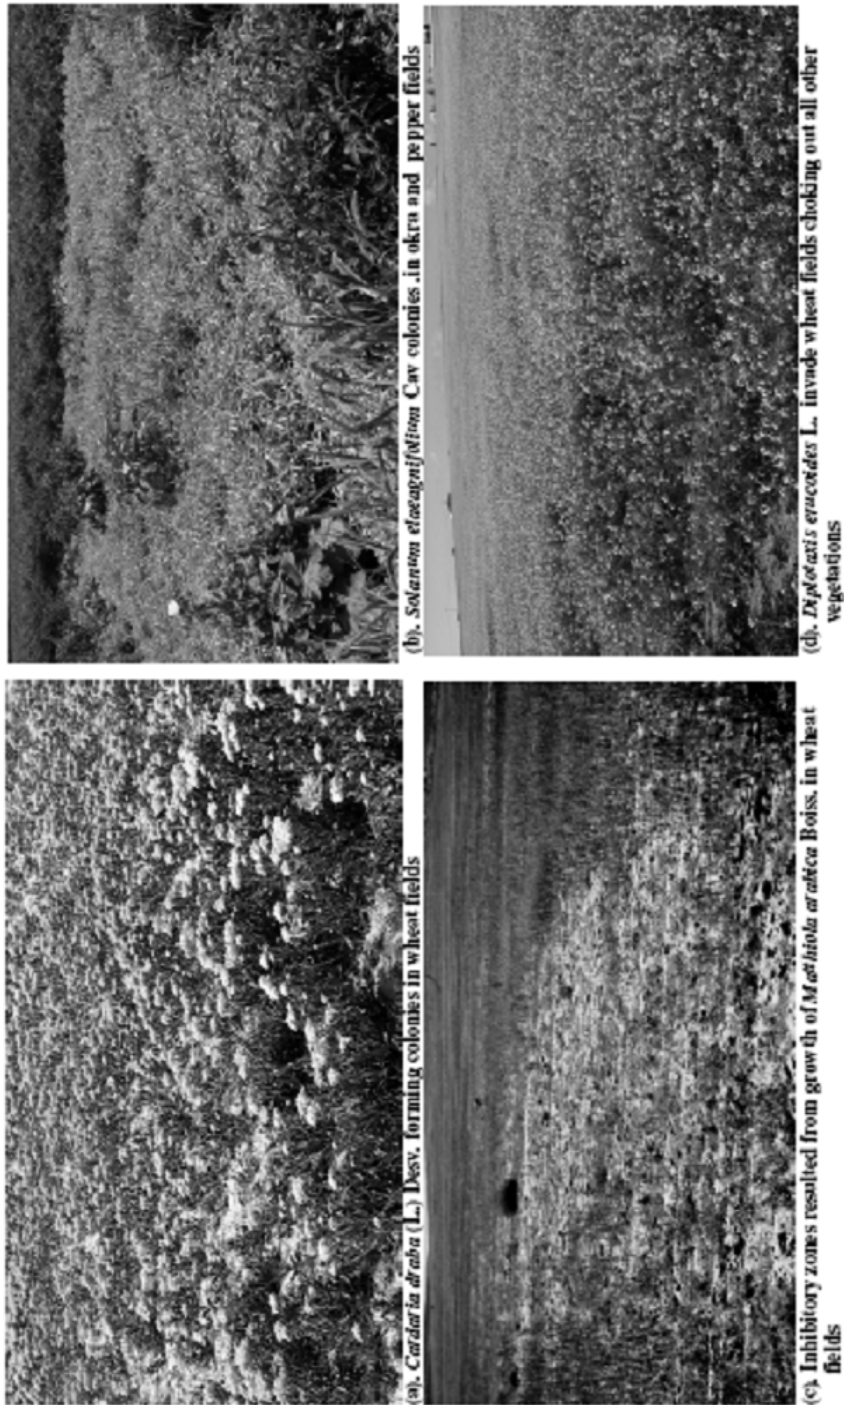 (a). Cardaria draba (L.) Desv. forming colonies in wheat fields
(b). Solanum elaeagnifolium Cav colonies .in okra and pepper fields
(c). Inhibitory zones resulted from growth of Matthiola arabica Boiss. in wheat
fields
(d). Diplotaxis erucoides L. invade wheat fields choking out all other
vegetations